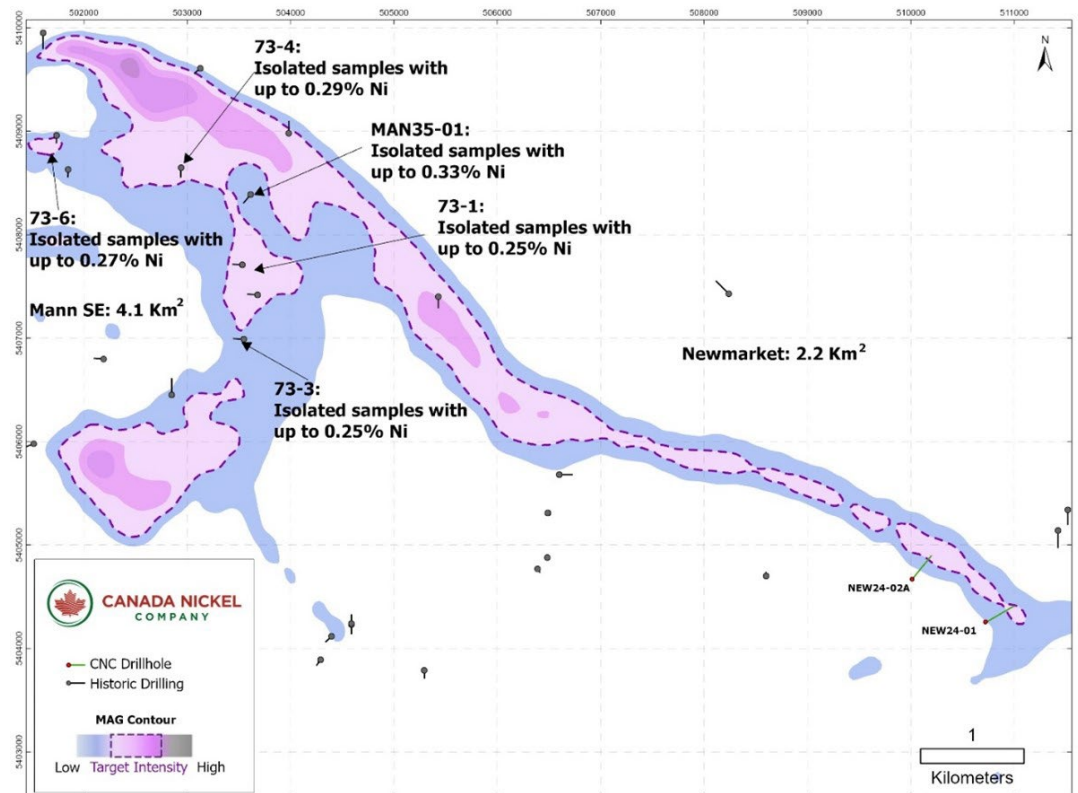 502000
503000
504000
505000
506000
507000
508000
509000
510000
511000
5410000
5409000
5408000
5407000
5406000
5405000
5404000
5403000
N
73-4:
Isolated samples with
up to 0.29% Ni
MAN35-01:
Isolated samples with
up to 0.33% Ni
73-1:
Isolated samples with
up to 0.25% Ni
73-6:
Isolated samples with
up to 0.27% Ni
Mann SE: 4.1 Km²
Newmarket: 2.2 Km²
73-3:
Isolated samples with
up to 0.25% Ni
NEW24-02A
NEW24-01
CANADA NICKEL
COMPANY
CNC Drillhole
Historic Drilling
MAG Contour
Low Target Intensity High
1
Kilometers